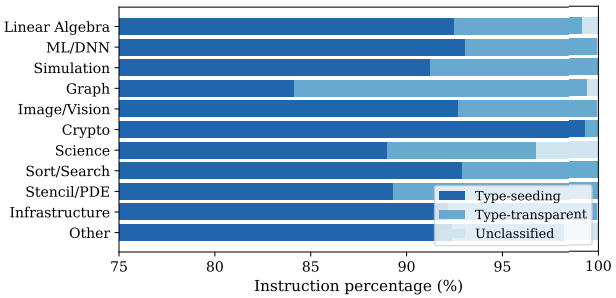 Linear Algebra
ML/DNN
Simulation
Graph
Image/Vision
Crypto
Science
Sort/Search
Stencil/PDE
Infrastructure
Other
Type-seeding
Type-transparent
Unclassified
75 80 85 90 95 100
Instruction percentage (%)